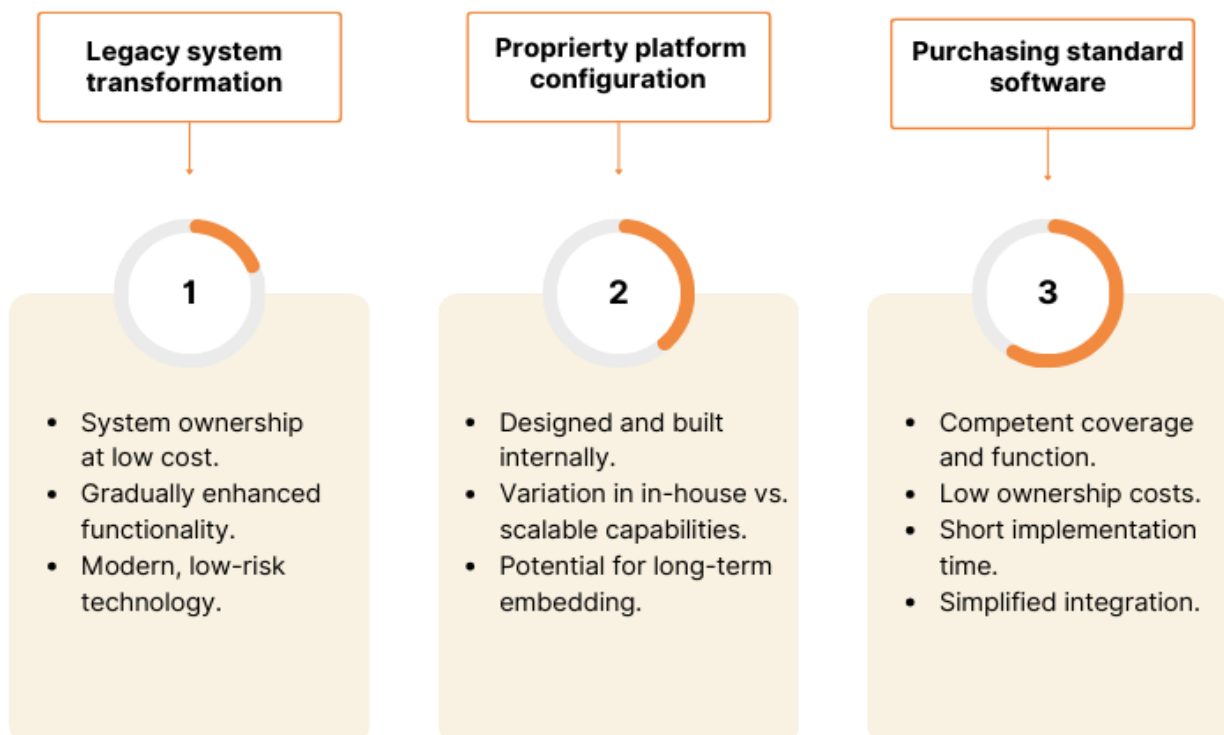 Legacy system
transformation
1
• System ownership
at low cost.
• Gradually enhanced
functionality.
• Modern, low-risk
technology.
Proprierty platform
configuration
2
• Designed and built
internally.
• Variation in in-house vs.
scalable capabilities.
• Potential for long-term
embedding.
Purchasing standard
software
3
• Competent coverage
and function.
• Low ownership costs.
• Short implementation
time.
• Simplified integration.